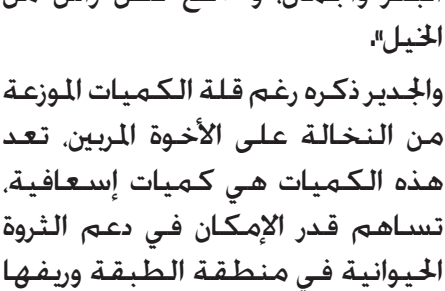 الخيل".
والجدير ذكره رغم قلة الكميات الموزعة
من النخالة على الأخوة المربين، تعد
هذه الكميات هي كميات إسعافية،
تساهم قدر الإمكان في دعم الثروة
الحيوانية في منطقة الطبقة وريفها